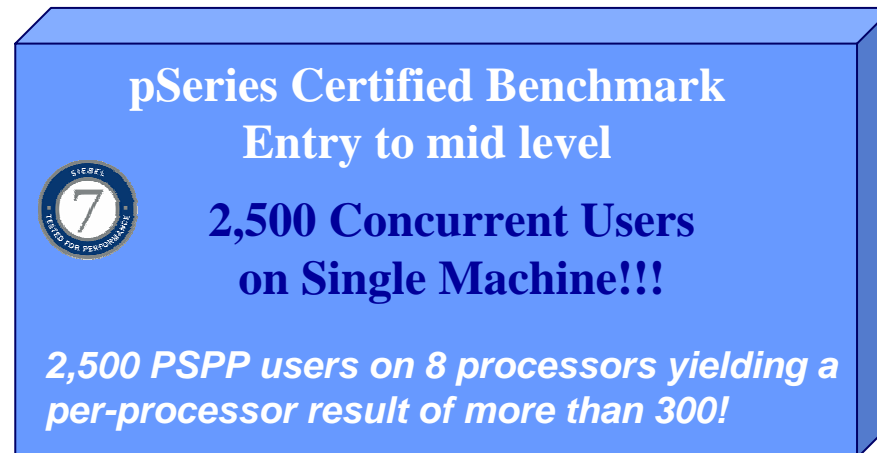 pSeries Certified Benchmark
Entry to mid level
SIEBEL
7
TESTED FOR PERFORMANCE
2,500 Concurrent Users
on Single Machine!!!
2,500 PSPP users on 8 processors yielding a
per-processor result of more than 300!